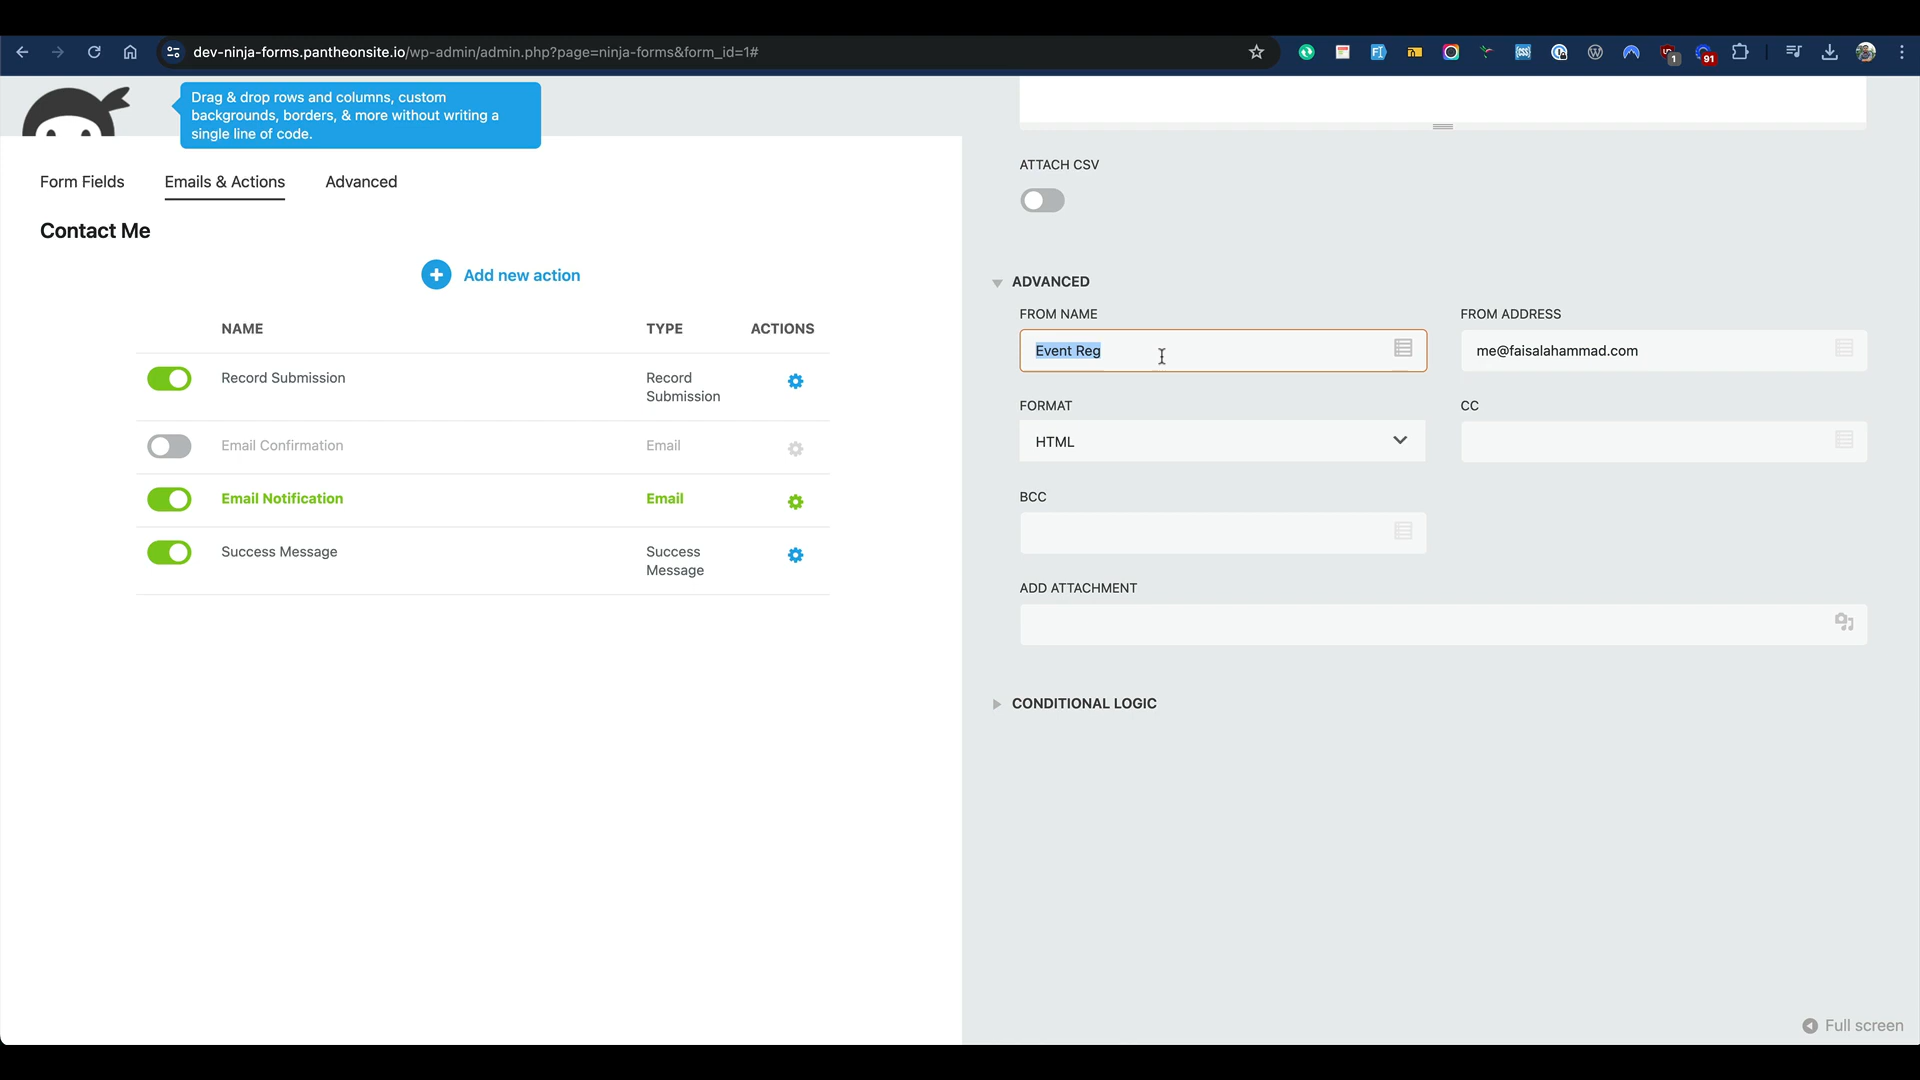 dev-ninja-forms.pantheonsite.io/wp-admin/admin.php?page=ninja-forms&form_id=1#
1
91
Drag & drop rows and columns, custom
backgrounds, borders, & more without writing a
single line of code.
Form Fields
Emails & Actions
Advanced
Contact Me
Add new action
NAME
TYPE
ACTIONS
Record Submission
Record
Submission
Email Confirmation
Email
Email Notification
Email
Success Message
Success
Message
ATTACH CSV
ADVANCED
FROM NAME
Event Reg
FROM ADDRESS
me@faisalahammad.com
FORMAT
HTML
CC
BCC
ADD ATTACHMENT
CONDITIONAL LOGIC
Full screen